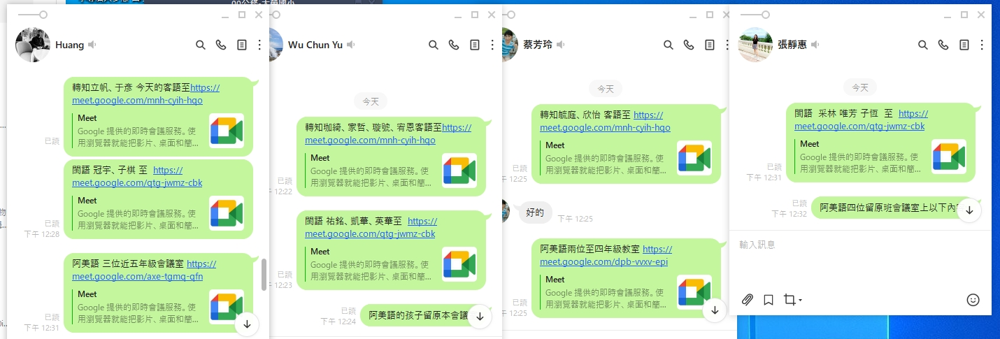 00公務-大榮國小
Huang
轉知立帆、于彥 今天的客語至https://
meet.google.com/mnh-cyih-hqo
Meet
Google 提供的即時會議服務。使
用瀏覽器就能把影片、桌面和簡...
已讀
閩語 冠宇、子棋 至 https://
meet.google.com/qtg-jwmz-cbk
Meet
Google 提供的即時會議服務。使
用瀏覽器就能把影片、桌面和簡...
已讀
下午 12:28
阿美語 三位近五年級會議室 https://
meet.google.com/axe-tgmq-qfn
Meet
Google 提供的即時會議服務。使
用瀏覽器就能把影片、桌面和簡...
已讀
下午 12:31
Wu Chun Yu
今天
轉知珈綺、家哲、璇號、宥恩客語至https://
meet.google.com/mnh-cyih-hqo
Meet
Google 提供的即時會議服務。使
用瀏覽器就能把影片、桌面和簡...
已讀
12:22
閩語 祐銘、凱華、英華至 https://
meet.google.com/qtg-jwmz-cbk
Meet
Google 提供的即時會議服務。使
用瀏覽器就能把影片、桌面和簡...
已讀
12:23
阿美語的孩子留原本會議
已讀
下午 12:24
蔡芳玲
今天
轉知毓庭、欣怡 客語至 https://
meet.google.com/mnh-cyih-hqo
Meet
Google 提供的即時會議服務。使
用瀏覽器就能把影片、桌面和簡...
已讀
12:25
好的
下午 12:25
阿美語兩位至四年級教室 https://
meet.google.com/dpb-vvxv-epi
Meet
Google 提供的即時會議服務。使
用瀏覽器就能把影片、桌面和簡...
已讀
12:25
張靜惠
今天
閩語 采林 唯芳 子恆 至 https://
meet.google.com/qtg-jwmz-cbk
Meet
Google 提供的即時會議服務。使
用瀏覽器就能把影片、桌面和簡...
已讀
下午 12:31
阿美語四位留原班會議室上以下內
已讀
下午 12:32
輸入訊息